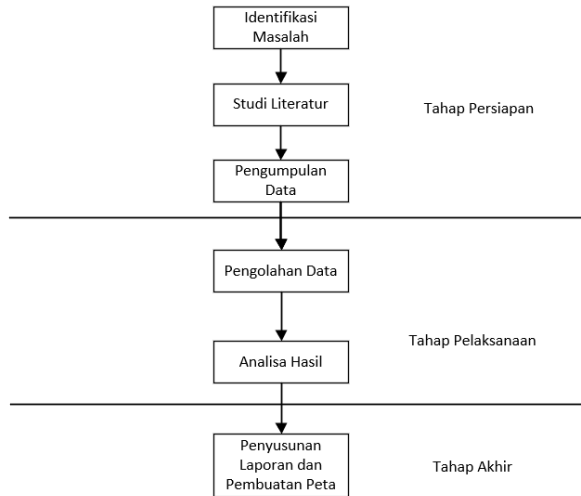 Identifikasi
Masalah
Studi Literatur
Tahap Persiapan
Pengumpulan
Data
Pengolahan Data
Tahap Pelaksanaan
Analisa Hasil
Penyusunan
Laporan dan
Pembuatan Peta
Tahap Akhir